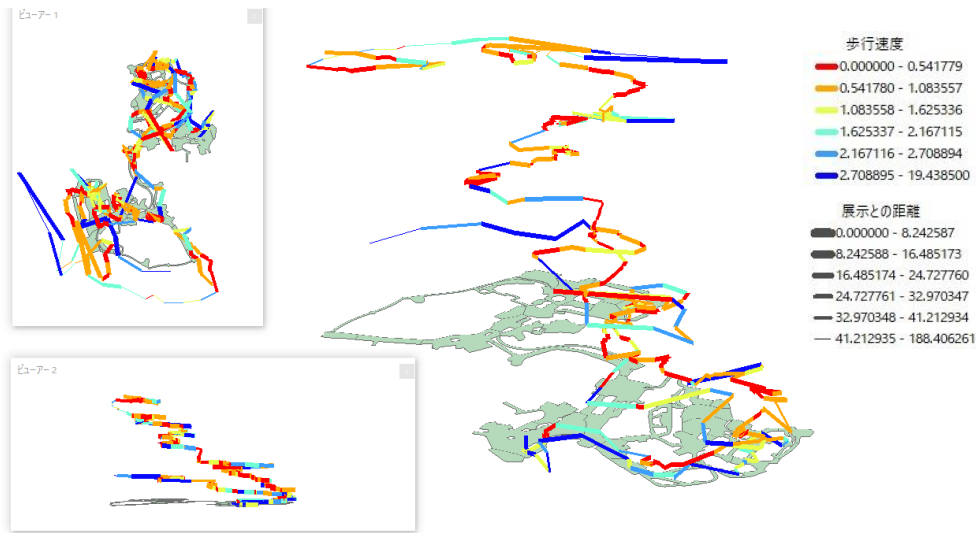 ビューアー 1
歩行速度
0.000000 - 0.541779
0.541780 - 1.083557
1.083558 - 1.625336
1.625337 - 2.167115
2.167116 - 2.708894
2.708895 - 19.438500
展示との距離
0.000000 - 8.242587
8.242588 - 16.485173
16.485174 - 24.727760
24.727761 - 32.970347
32.970348 - 41.212934
41.212935 - 188.406261
ビューアー 2